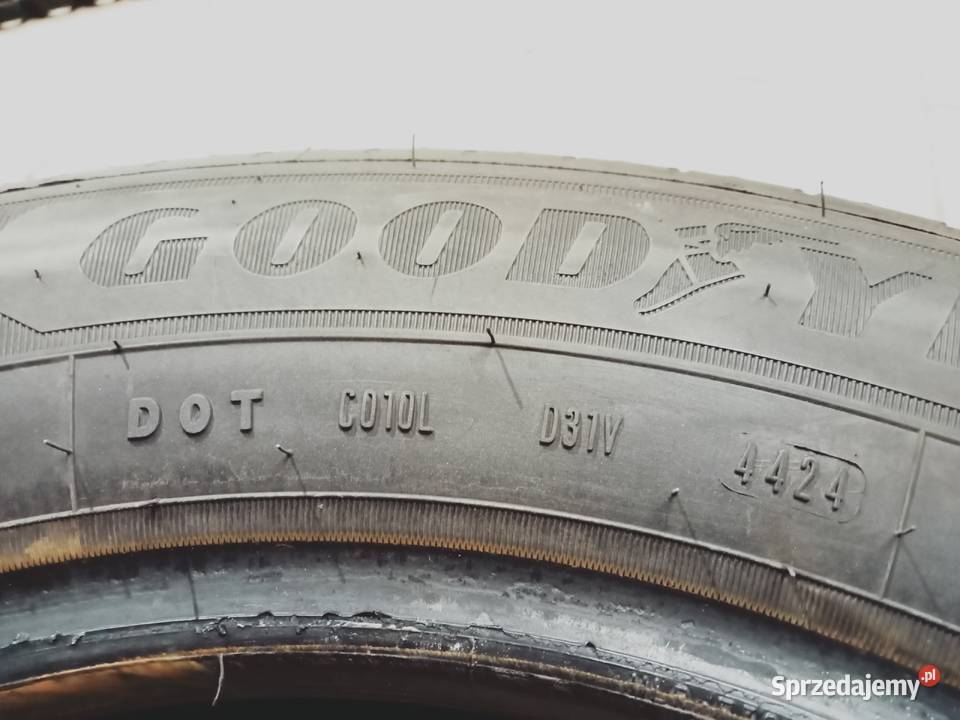 GOODY
DOT C010L D31V 4424
Sprzedajemy.pl